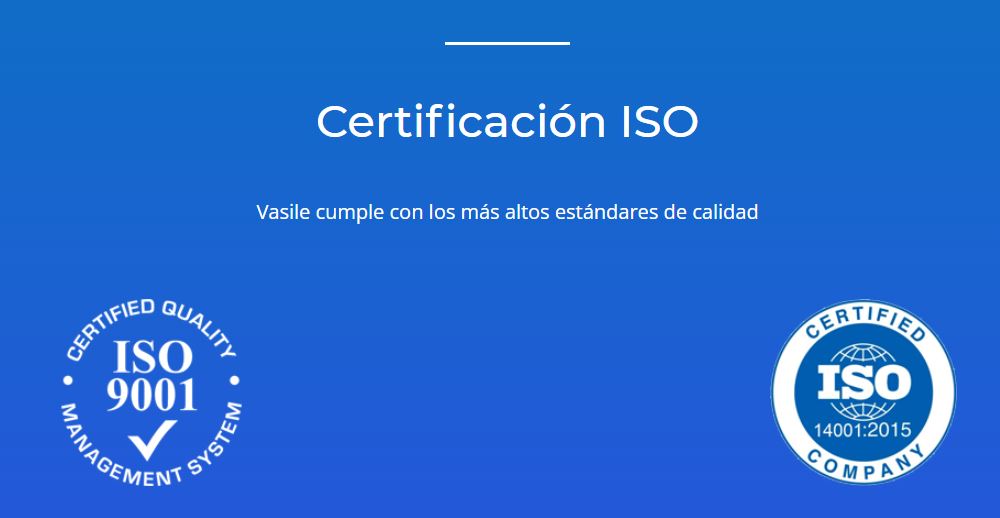 Certificación ISO
Vasile cumple con los más altos estándares de calidad
CERTIFIED QUALITY
ISO
9001
MANAGEMENT SYSTEM
CERTIFIED
ISO
14001:2015
COMPANY